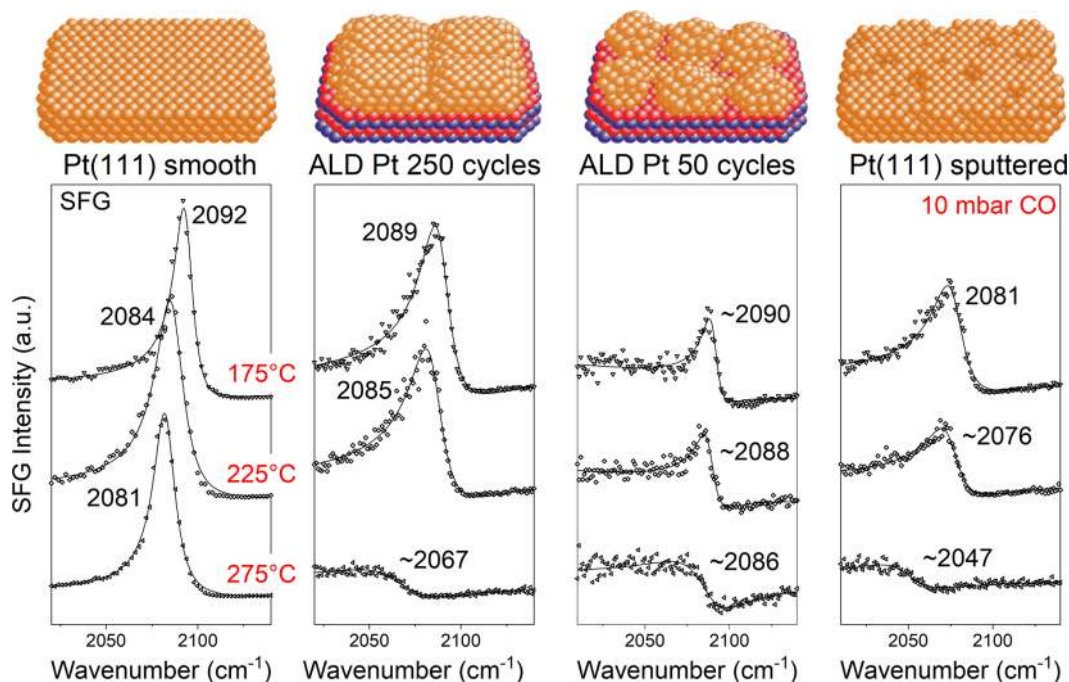 Pt(111) smooth
ALD Pt 250 cycles
ALD Pt 50 cycles
Pt(111) sputtered
SFG
10 mbar CO
SFG Intensity (a.u.)
2092
2084
175°C
225°C
2081
275°C
2089
2085
~2067
~2090
~2088
~2086
2081
~2076
~2047
2050 2100
2050 2100
2050 2100
2050 2100
Wavenumber (cm⁻¹)
Wavenumber (cm⁻¹)
Wavenumber (cm⁻¹)
Wavenumber (cm⁻¹)